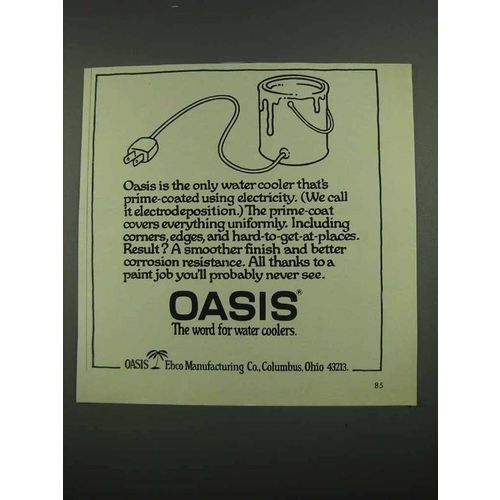 Oasis is the only water cooler that's
prime-coated using electricity. (We call
it electrodeposition.) The prime-coat
covers everything uniformly. Including
corners, edges, and hard-to-get-at-places.
Result? A smoother finish and better
corrosion resistance. All thanks to a
paint job you'll probably never see.
OASIS®
The word for water coolers.
OASIS Ebco Manufacturing Co., Columbus, Ohio 43213.
85